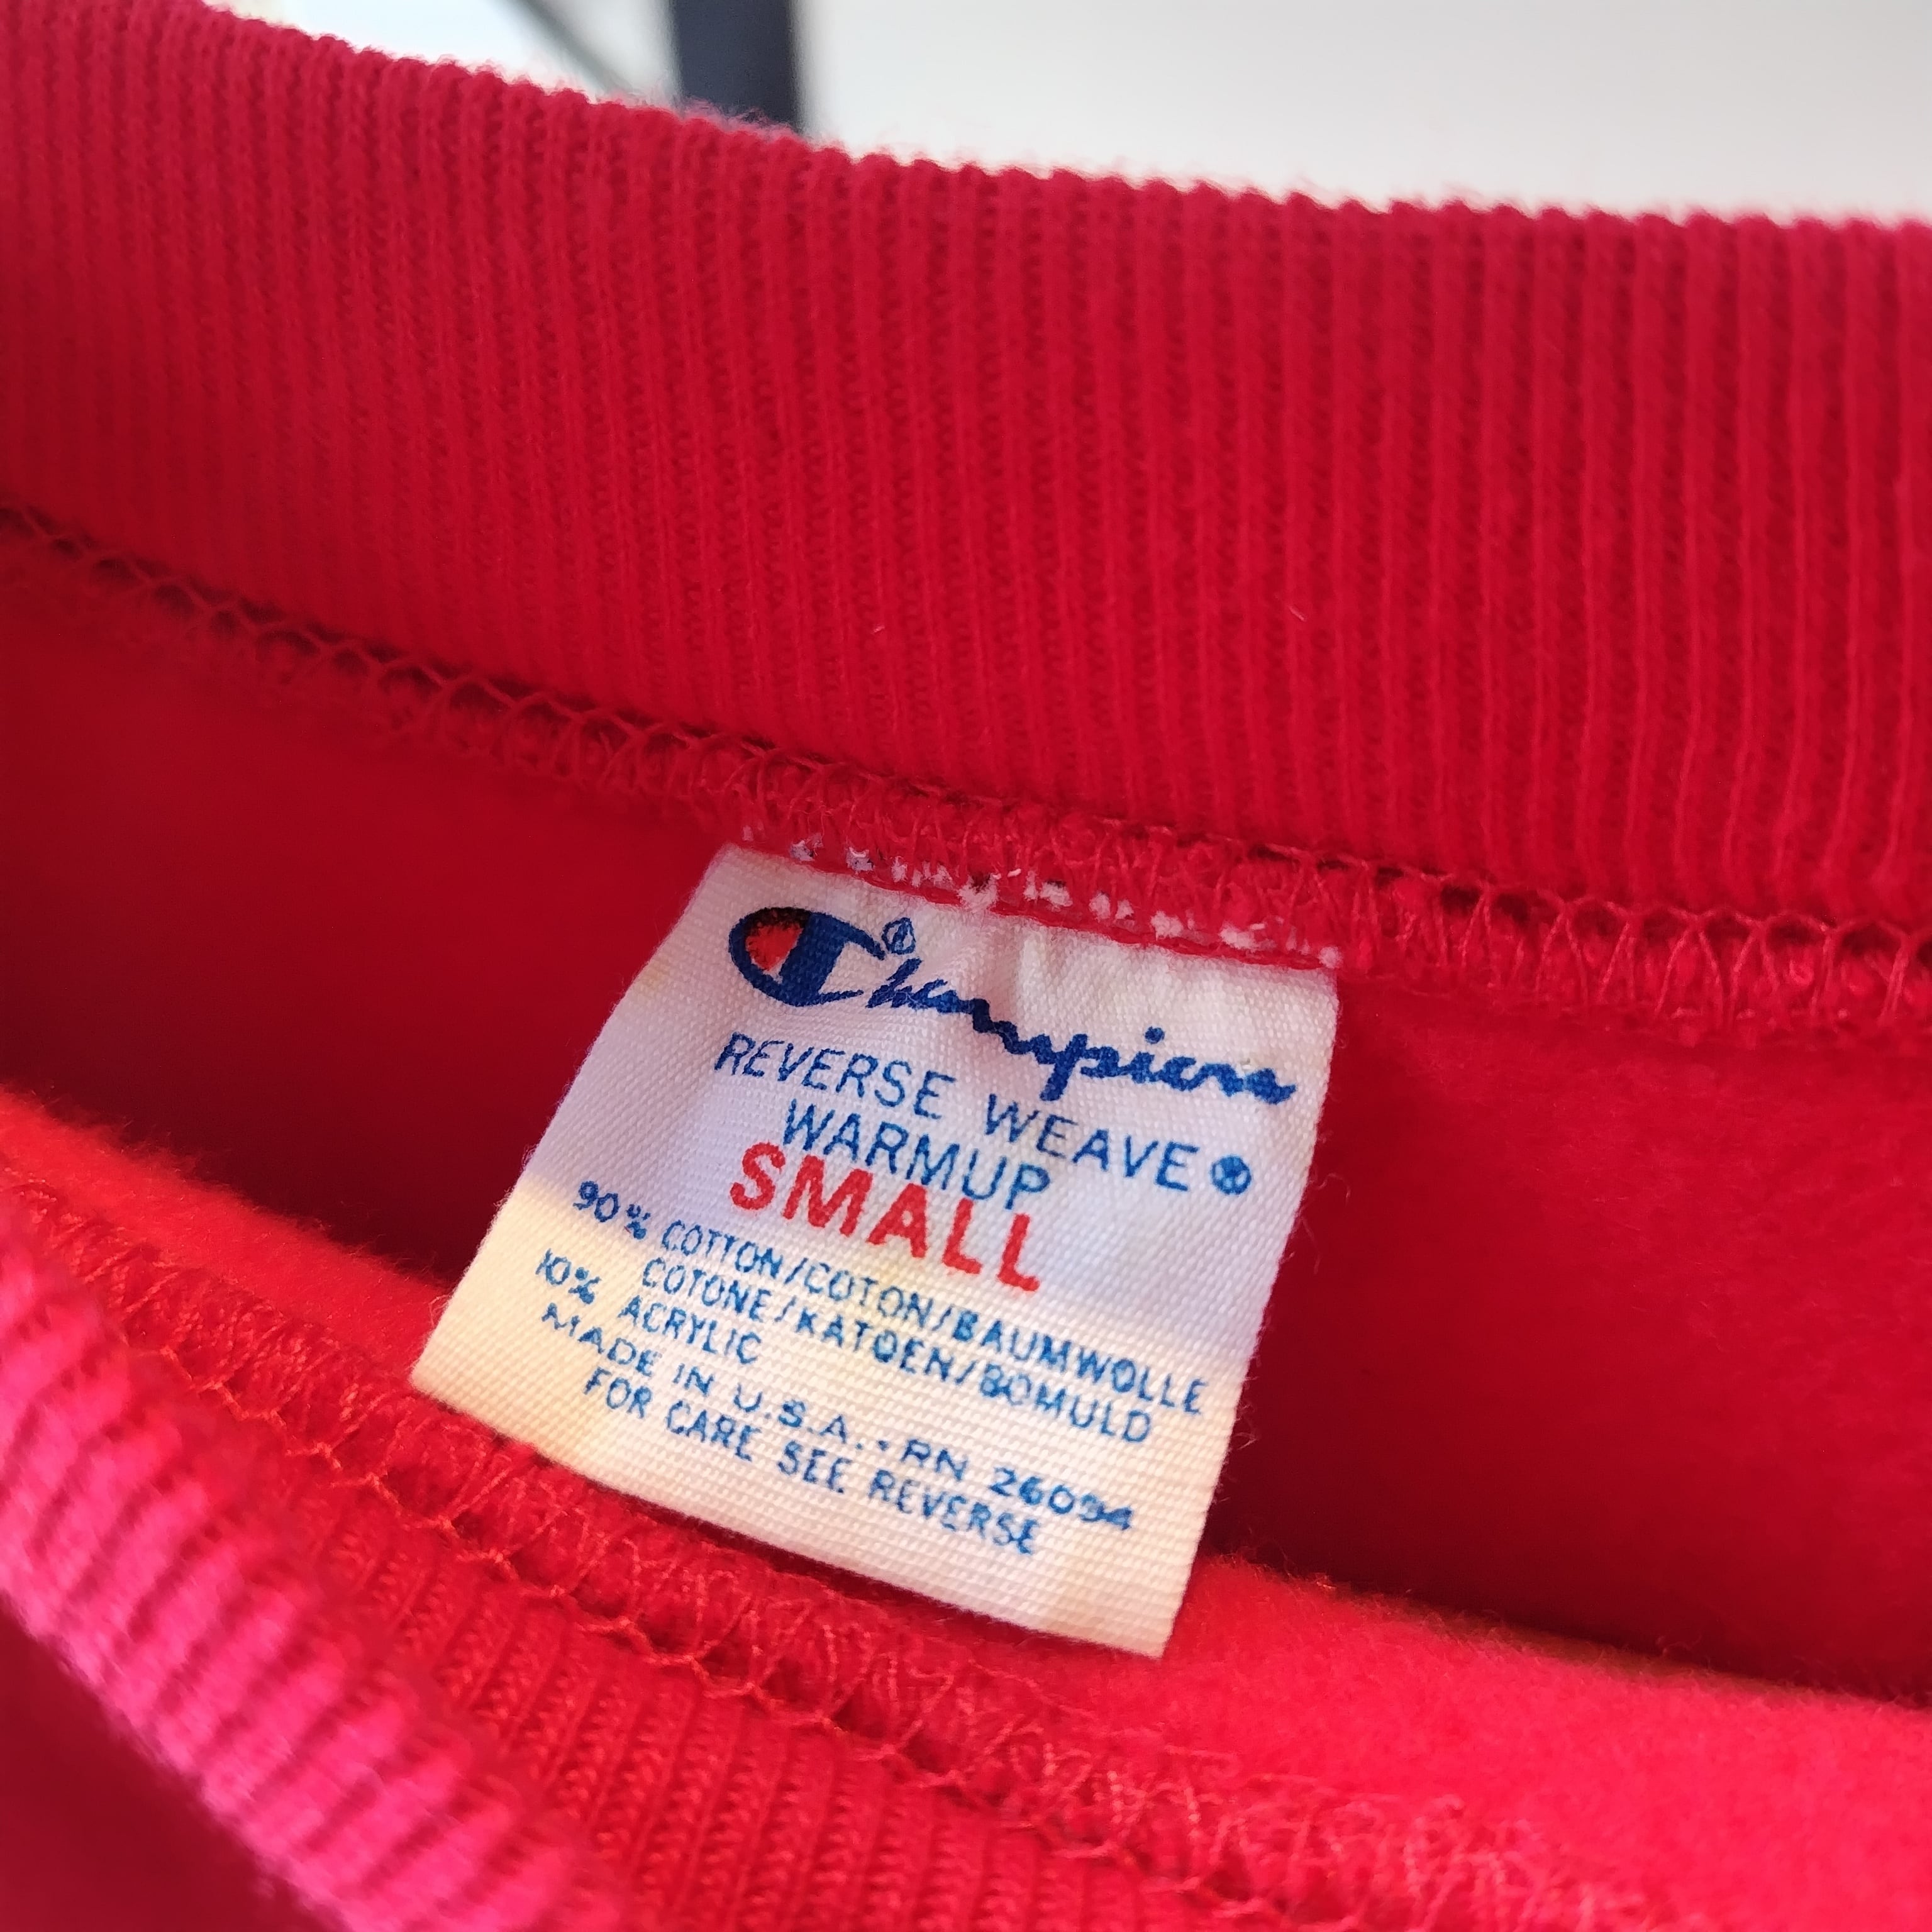 Champion®
REVERSE WEAVE®
WARMUP
SMALL
90% COTTON/COTON/BAUMWOLLE
COTONE/KATOEN/BOMULD
10% ACRYLIC
MADE IN U.S.A. · RN 26094
FOR CARE SEE REVERSE